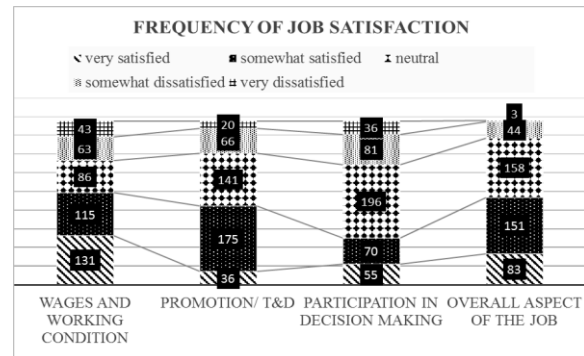 FREQUENCY OF JOB SATISFACTION
very satisfied somewhat satisfied neutral
somewhat dissatisfied very dissatisfied
43 20 36 3
63 66 81 44
86 141 196 158
115 175 70 151
131 36 55 83
WAGES AND PROMOTION/ T&D PARTICIPATION IN OVERALL ASPECT
WORKING DECISION MAKING OF THE JOB
CONDITION